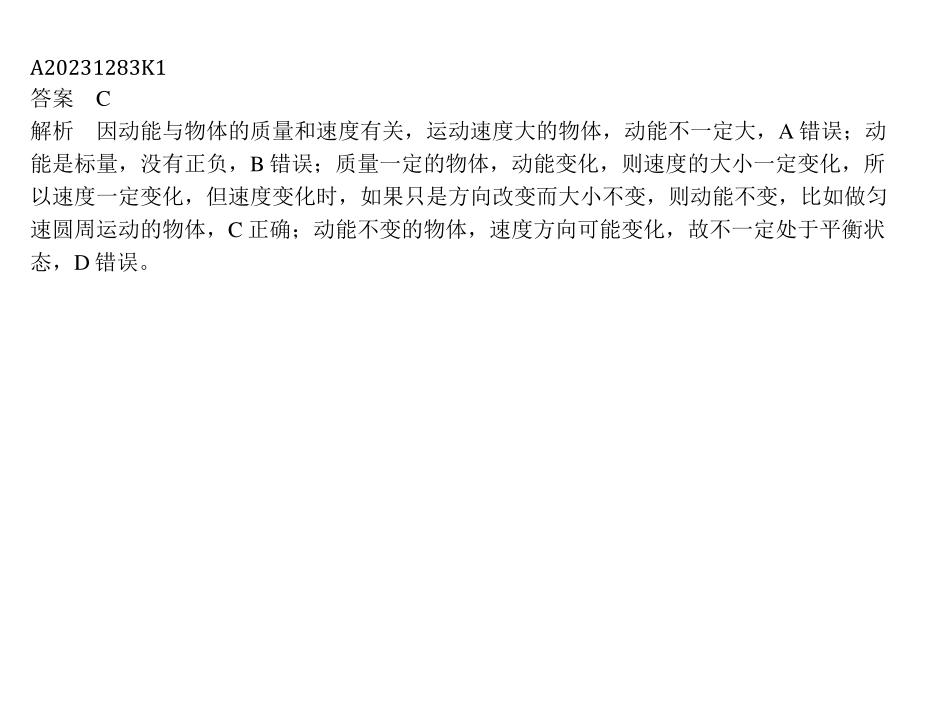 A20231283K1
答案　C
解析　因动能与物体的质量和速度有关，运动速度大的物体，动能不一定大，A 错误；动
能是标量，没有正负，B 错误；质量一定的物体，动能变化，则速度的大小一定变化，所
以速度一定变化，但速度变化时，如果只是方向改变而大小不变，则动能不变，比如做匀
速圆周运动的物体，C 正确；动能不变的物体，速度方向可能变化，故不一定处于平衡状
态，D 错误。